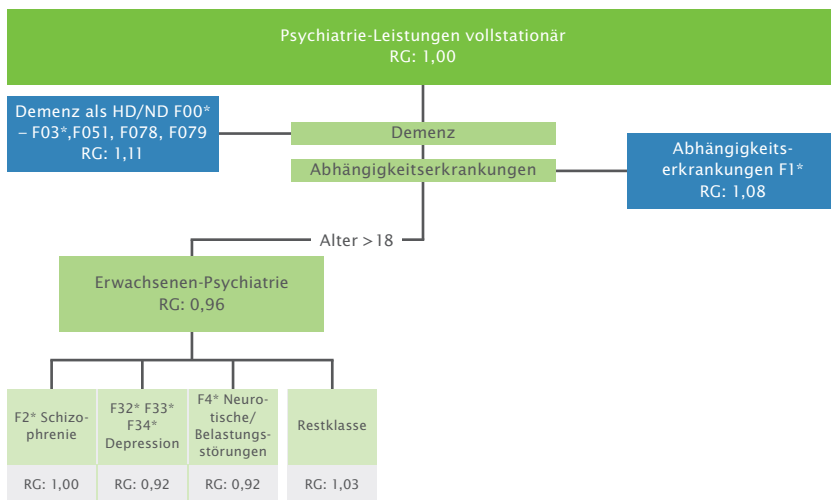 Psychiatrie-Leistungen vollstationär
RG: 1,00
Demenz als HD/ND F00*
– F03*,F051, F078, F079
RG: 1,11
Demenz
Abhängigkeitserkrankungen
Abhängigkeits-
erkrankungen F1*
RG: 1,08
Alter >18
Erwachsenen-Psychiatrie
RG: 0,96
F2* Schizo-
phrenie
RG: 1,00
F32* F33*
F34*
Depression
RG: 0,92
F4* Neuro-
tische/
Belastungs-
störungen
RG: 0,92
Restklasse
RG: 1,03